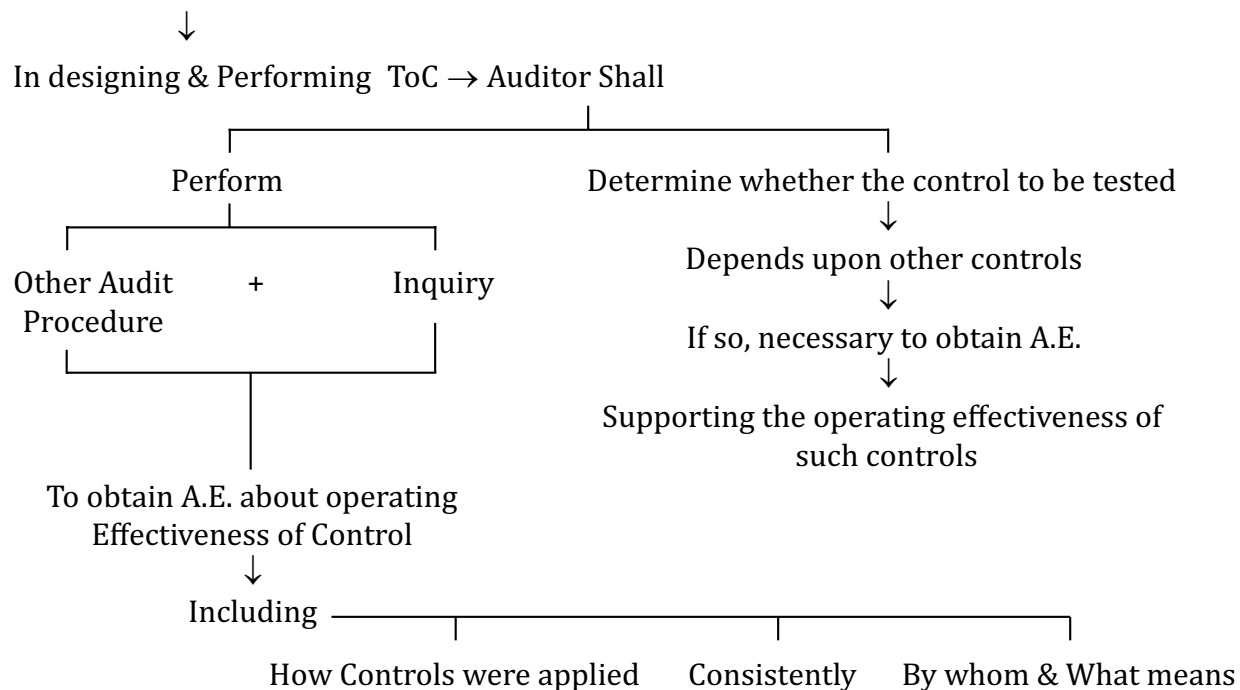 ↓
In designing & Performing ToC → Auditor Shall
Perform
Determine whether the control to be tested
↓
Depends upon other controls
Other Audit + Inquiry
Procedure
↓
If so, necessary to obtain A.E.
↓
Supporting the operating effectiveness of
such controls
To obtain A.E. about operating
Effectiveness of Control
↓
Including
How Controls were applied
Consistently
By whom & What means